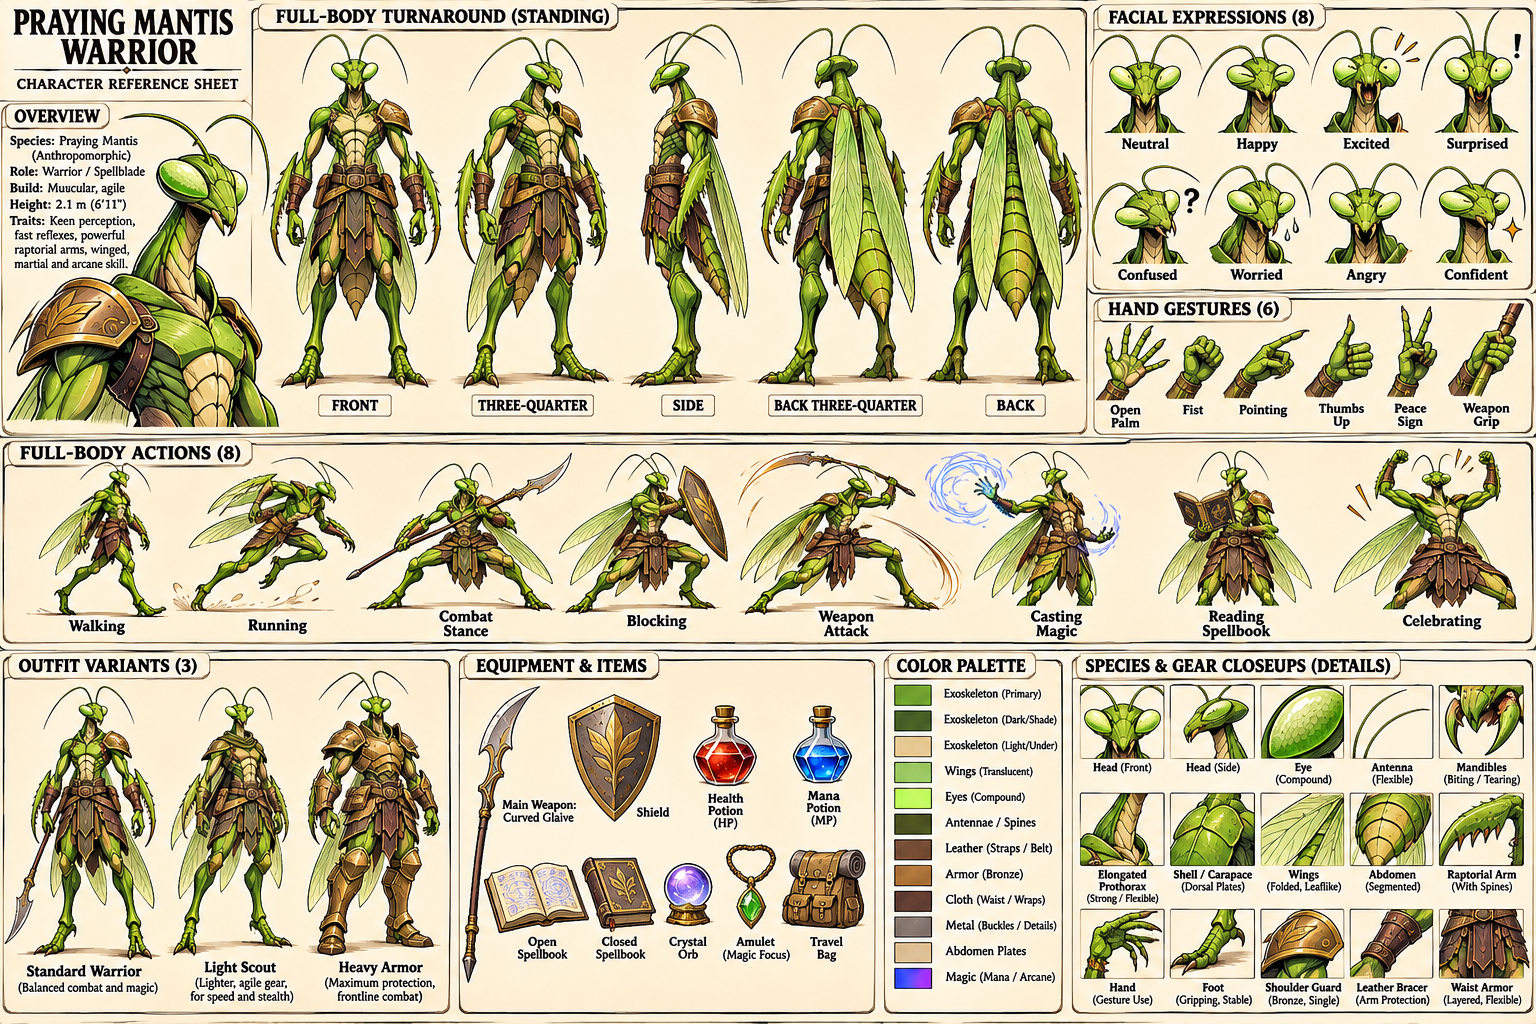 PRAYING MANTIS
WARRIOR
CHARACTER REFERENCE SHEET
OVERVIEW
Species: Praying Mantis
(Anthropomorphic)
Role: Warrior / Spellblade
Build: Muscular, agile
Height: 2.1 m (6'11")
Traits: Keen perception,
fast reflexes, powerful
raptorial arms, winged,
martial and arcane skill.
FULL-BODY TURNAROUND (STANDING)
FRONT
THREE-QUARTER
SIDE
BACK THREE-QUARTER
BACK
FACIAL EXPRESSIONS (8)
!
Neutral
Happy
Excited
Surprised
?
Confused
Worried
Angry
Confident
HAND GESTURES (6)
Open
Palm
Fist
Pointing
Thumbs
Up
Peace
Sign
Weapon
Grip
FULL-BODY ACTIONS (8)
Walking
Running
Combat
Stance
Blocking
Weapon
Attack
Casting
Magic
Reading
Spellbook
Celebrating
OUTFIT VARIANTS (3)
Standard Warrior
(Balanced combat and magic)
Light Scout
(Lighter, agile gear,
for speed and stealth)
Heavy Armor
(Maximum protection,
frontline combat)
EQUIPMENT & ITEMS
Main Weapon:
Curved Glaive
Shield
Health
Potion
(HP)
Mana
Potion
(MP)
Open
Spellbook
Closed
Spellbook
Crystal
Orb
Amulet
(Magic Focus)
Travel
Bag
COLOR PALETTE
Exoskeleton (Primary)
Exoskeleton (Dark/Shade)
Exoskeleton (Light/Under)
Wings (Translucent)
Eyes (Compound)
Antennae / Spines
Leather (Straps / Belt)
Armor (Bronze)
Cloth (Waist / Wraps)
Metal (Buckles / Details)
Abdomen Plates
Magic (Mana / Arcane)
SPECIES & GEAR CLOSEUPS (DETAILS)
Head (Front)
Head (Side)
Eye
(Compound)
Antenna
(Flexible)
Mandibles
(Biting / Tearing)
Elongated
Prothorax
(Strong / Flexible)
Shell / Carapace
(Dorsal Plates)
Wings
(Folded, Leaflike)
Abdomen
(Segmented)
Raptorial Arm
(With Spines)
Hand
(Gesture Use)
Foot
(Gripping, Stable)
Shoulder Guard
(Bronze, Single)
Leather Bracer
(Arm Protection)
Waist Armor
(Layered, Flexible)